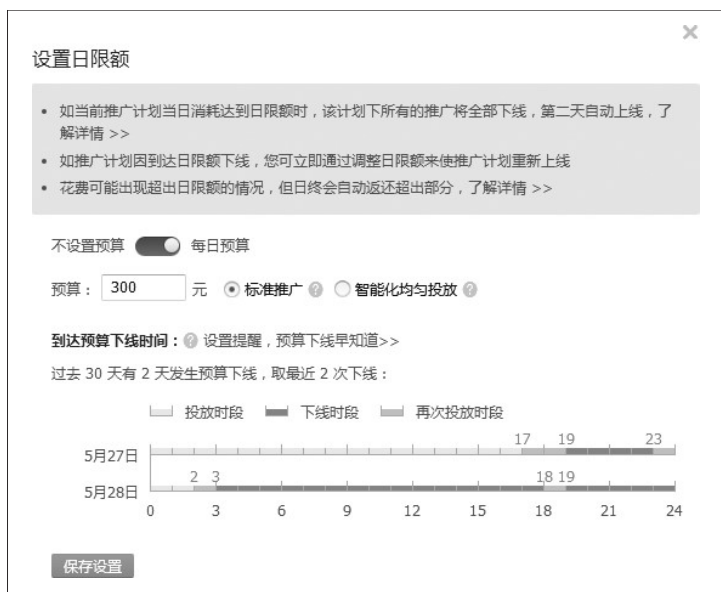 设置日限额
• 如当前推广计划当日消耗达到日限额时，该计划下所有的推广将全部下线，第二天自动上线，了
解详情 >>
• 如推广计划因到达日限额下线，您可立即通过调整日限额来使推广计划重新上线
• 花费可能出现超出日限额的情况，但日终会自动返还超出部分，了解详情 >>
不设置预算 每日预算
预算： 300 元 标准推广 ? 智能化均匀投放 ?
到达预算下线时间： ? 设置提醒，预算下线早知道>>
过去 30 天有 2 天发生预算下线，取最近 2 次下线：
投放时段 下线时段 再次投放时段
17 19 23
5月27日
2 3 18 19
5月28日
0 3 6 9 12 15 18 21 24
保存设置